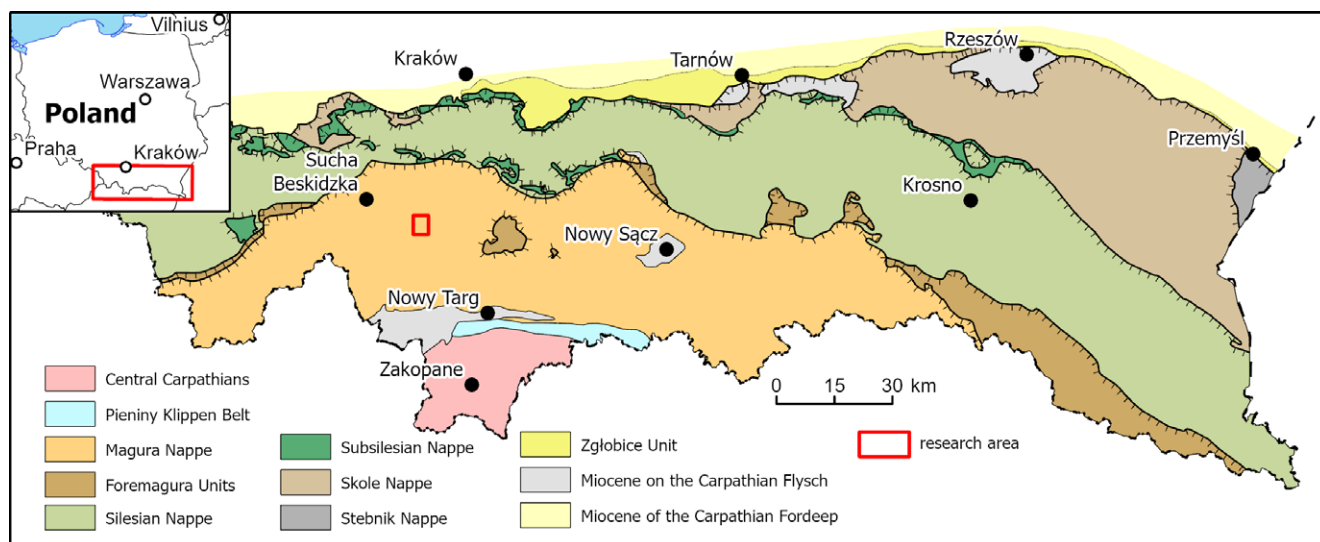 Vilnius
Warszawa
Poland
Praha
Kraków
Kraków
Tarnów
Rzeszów
Przemyśl
Sucha
Beskidzka
Krosno
Nowy Sącz
Nowy Targ
Zakopane
0 15 30 km
Central Carpathians
Pieniny Klippen Belt
Magura Nappe
Foremagura Units
Silesian Nappe
Subsilesian Nappe
Skole Nappe
Stebnik Nappe
Zgłobice Unit
Miocene on the Carpathian Flysch
Miocene of the Carpathian Fordeep
research area